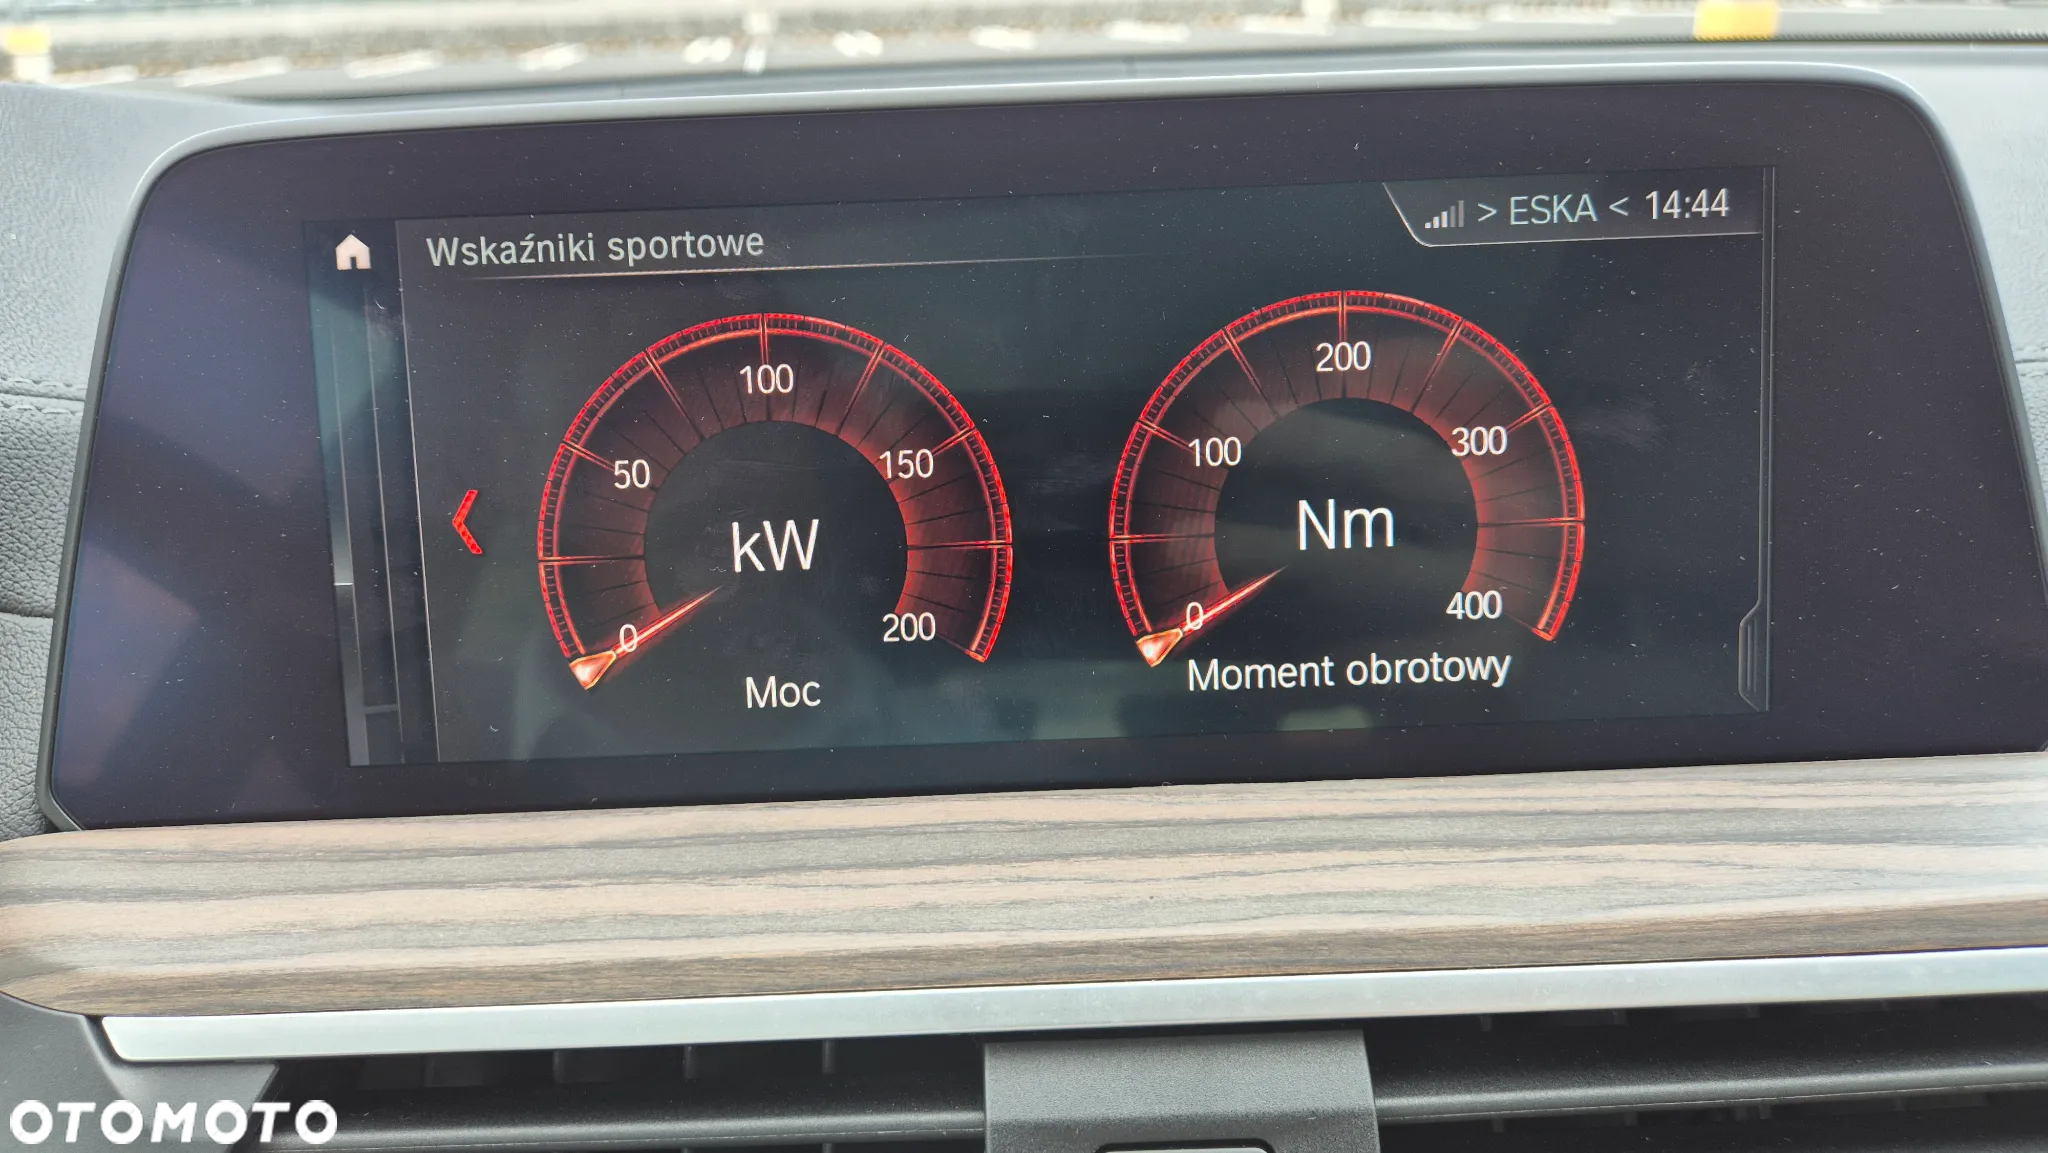 Wskaźniki sportowe
> ESKA < 14:44
0
50
100
150
200
kW
Moc
0
100
200
300
400
Nm
Moment obrotowy
OTOMOTO